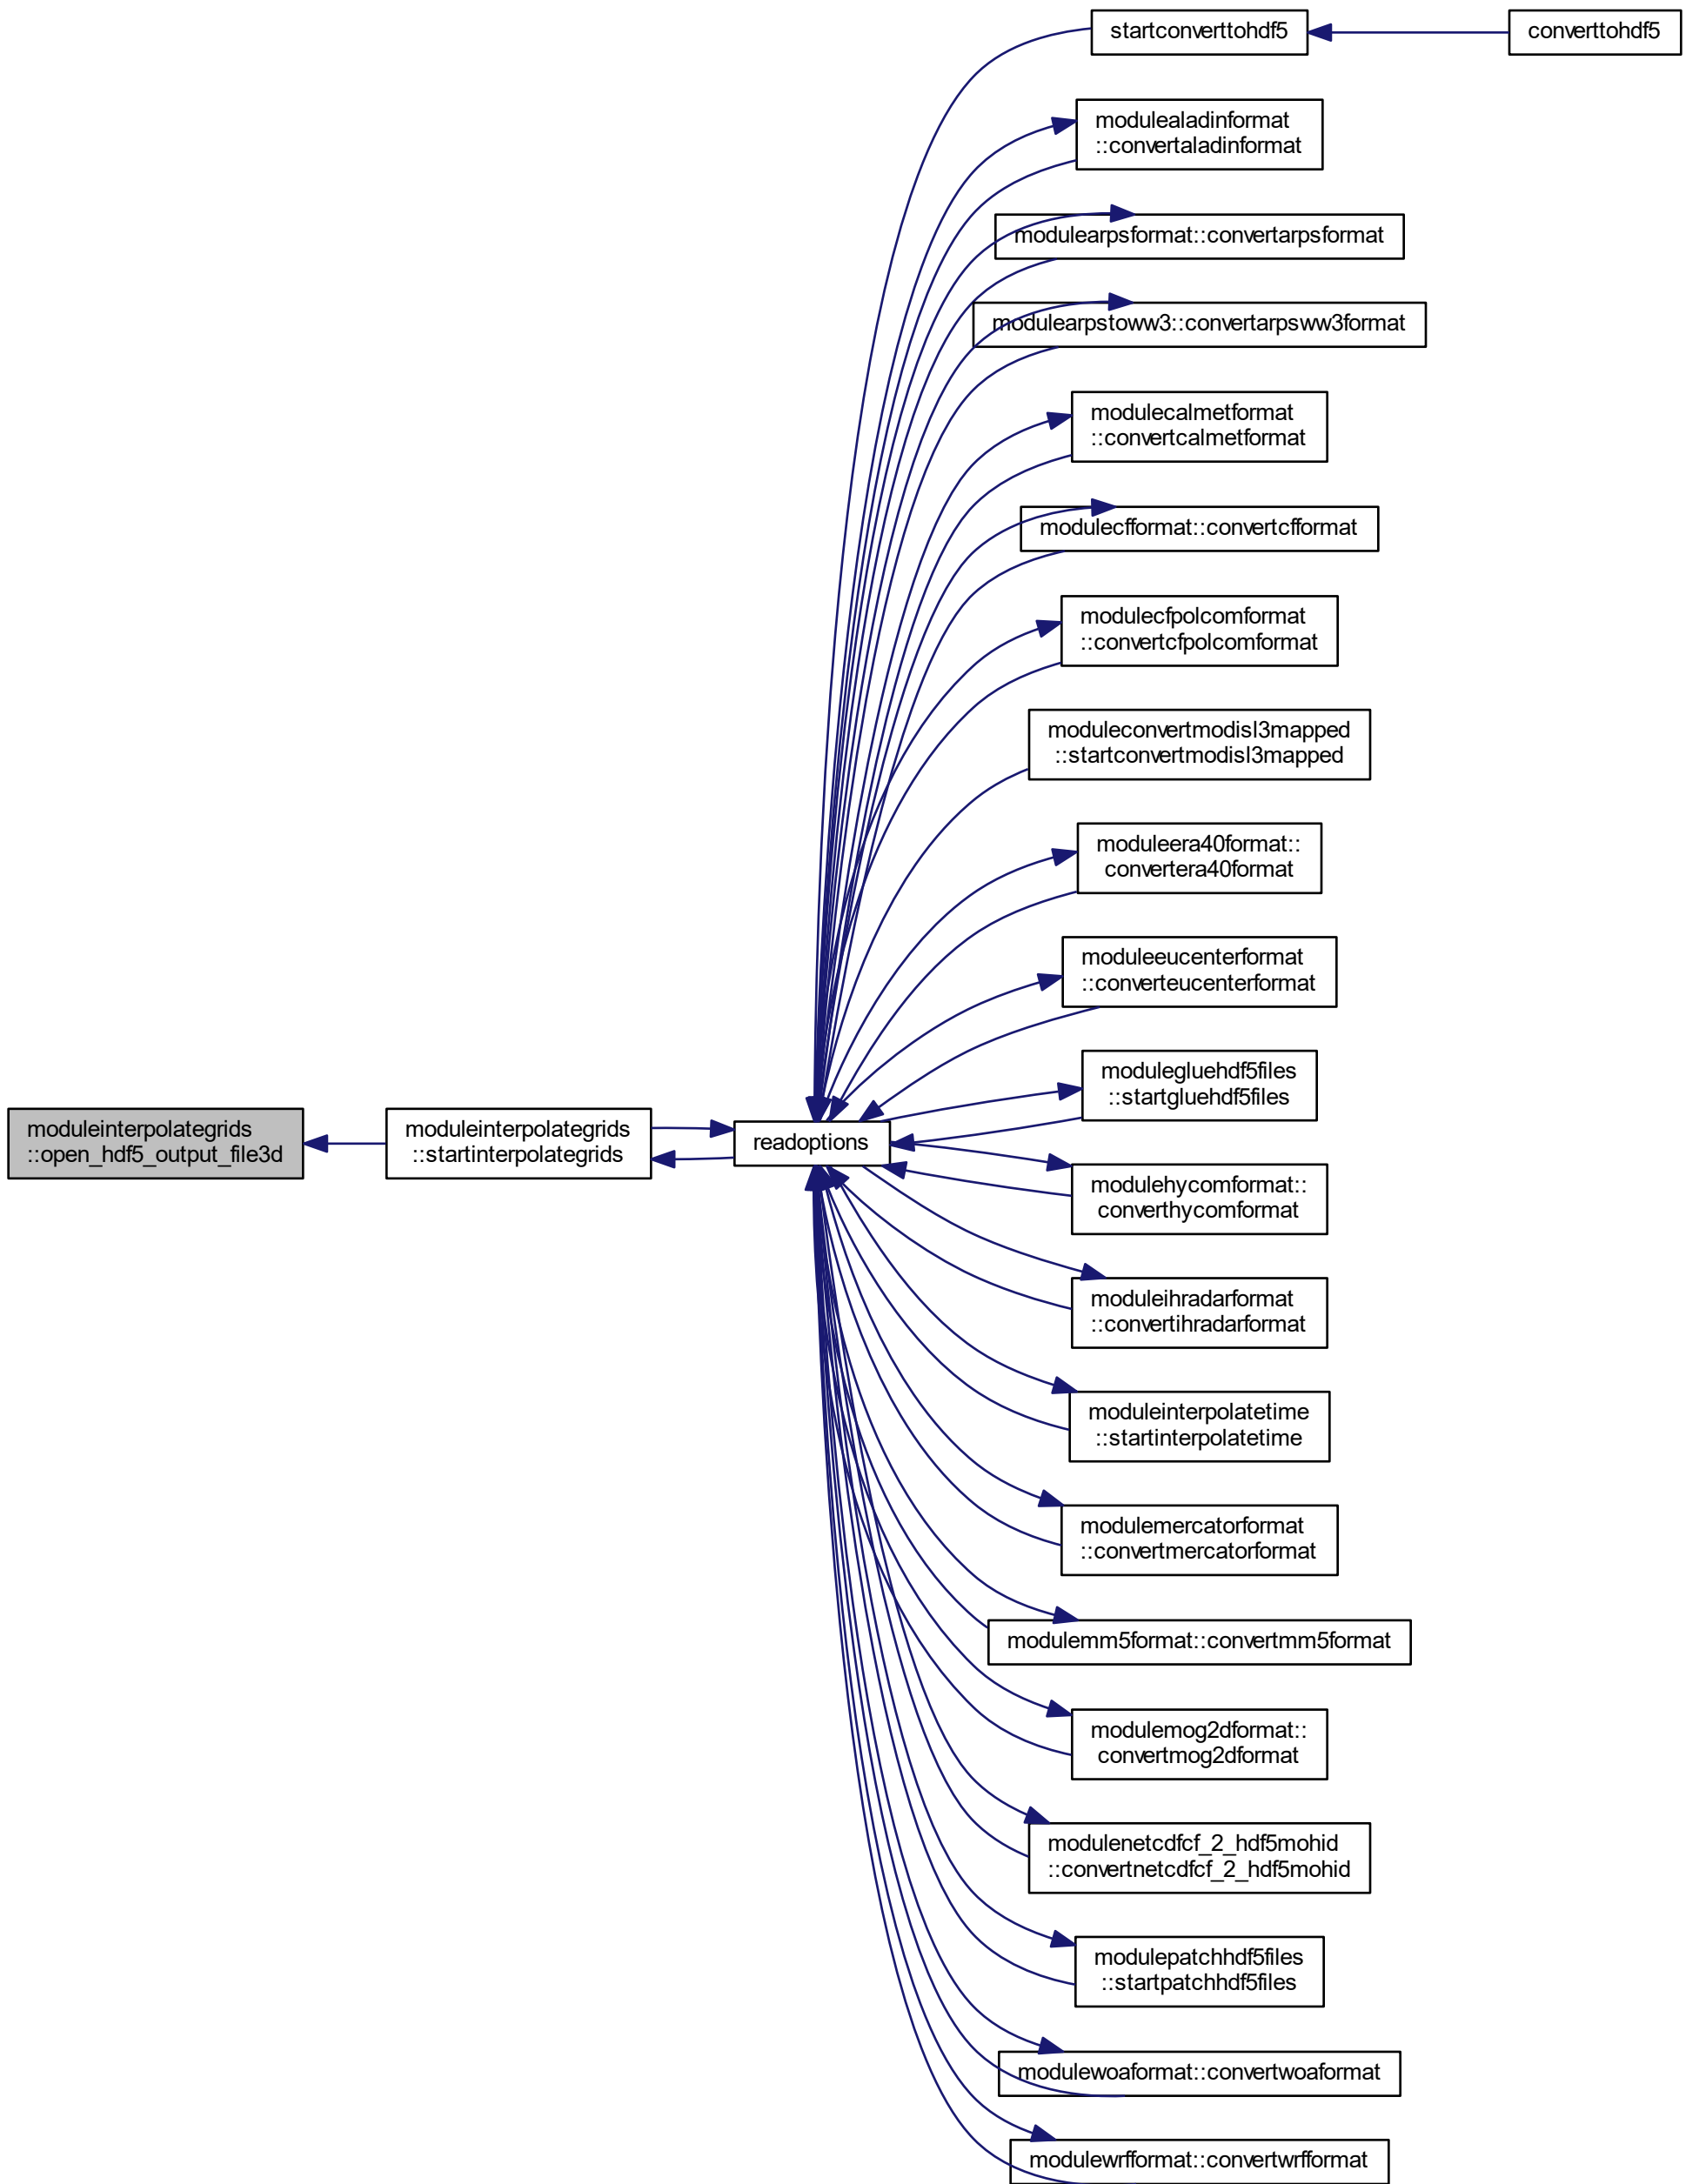 startconverttohdf5
converttohdf5
modulealadinformat
::convertaladinformat
modulearpsformat::convertarpsformat
modulearpstoww3::convertarpsww3format
modulecalmetformat
::convertcalmetformat
modulecfformat::convertcfformat
modulecfpolcomformat
::convertcfpolcomformat
moduleconvertmodisl3mapped
::startconvertmodisl3mapped
moduleera40format::
convertera40format
moduleeucenterformat
::converteucenterformat
modulegluehdf5files
::startgluehdf5files
moduleinterpolategrids
::open_hdf5_output_file3d
moduleinterpolategrids
::startinterpolategrids
readoptions
modulehycomformat::
converthycomformat
moduleihradarformat
::convertihradarformat
moduleinterpolatetime
::startinterpolatetime
modulemercatorformat
::convertmercatorformat
modulemm5format::convertmm5format
modulemog2dformat::
convertmog2dformat
modulenetcdfcf_2_hdf5mohid
::convertnetcdfcf_2_hdf5mohid
modulepatchhdf5files
::startpatchhdf5files
modulewoaformat::convertwoaformat
modulewrfformat::convertwrfformat